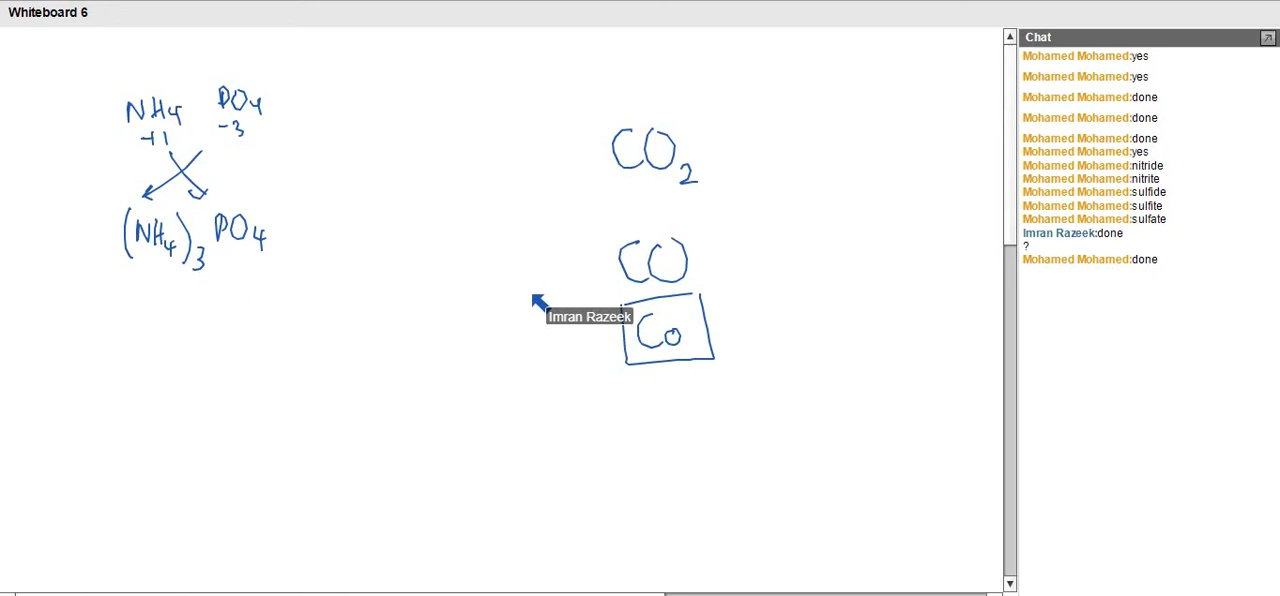 Whiteboard 6
NH4 PO4
+1 -3
(NH4)3 PO4
CO2
CO
Co
Imran Razeek
Chat
Mohamed Mohamed:yes
Mohamed Mohamed:yes
Mohamed Mohamed:done
Mohamed Mohamed:done
Mohamed Mohamed:done
Mohamed Mohamed:yes
Mohamed Mohamed:nitride
Mohamed Mohamed:nitrite
Mohamed Mohamed:sulfide
Mohamed Mohamed:sulfite
Mohamed Mohamed:sulfate
Imran Razeek:done
?
Mohamed Mohamed:done